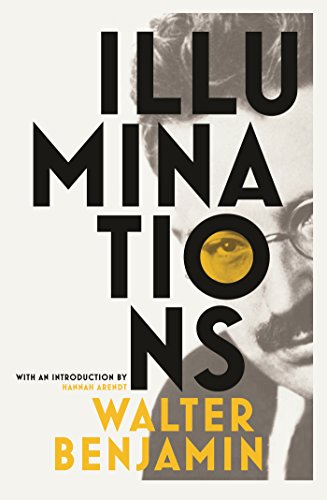 ILLU
MINA
TIO
NS
WITH AN INTRODUCTION BY
HANNAH ARENDT
WALTER
BENJAMIN